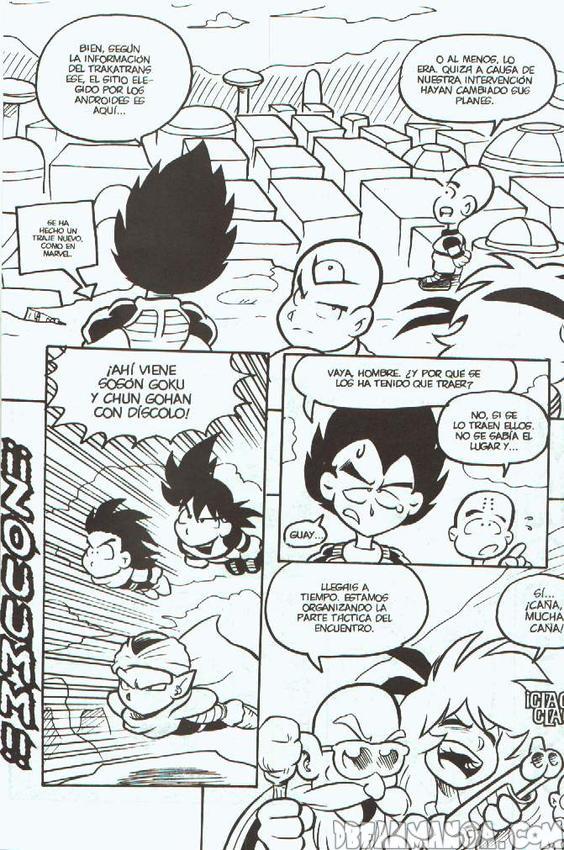 BIEN, SEGÚN
LA INFORMACIÓN
DEL TRAKATRANS
ESE, EL SITIO ELE-
GIDO POR LOS
ANDROIDES ES
AQUÍ...
O AL MENOS, LO
ERA. QUIZA A CAUSA DE
NUESTRA INTERVENCIÓN
HAYAN CAMBIADO SUS
PLANES.
SE HA
HECHO UN
TRAJE NUEVO,
COMO EN
MARVEL.
¡AHÍ VIENE
SOSÓN GOKU
Y CHUN GOHAN
CON DÍSCOLO!
VAYA, HOMBRE. ¿Y POR QUE SE
LOS HA TENIDO QUE TRAER?
NO, SI SE
LO TRAEN ELLOS.
NO SE SABÍA EL
LUGAR Y...
GUAY...
LLEGAIS A
TIEMPO. ESTAMOS
ORGANIZANDO LA
PARTE TÁCTICA DEL
ENCUENTRO.
SÍ...
¡CAÑA,
MUCHA
CAÑA!
DBFANMANGA.COM